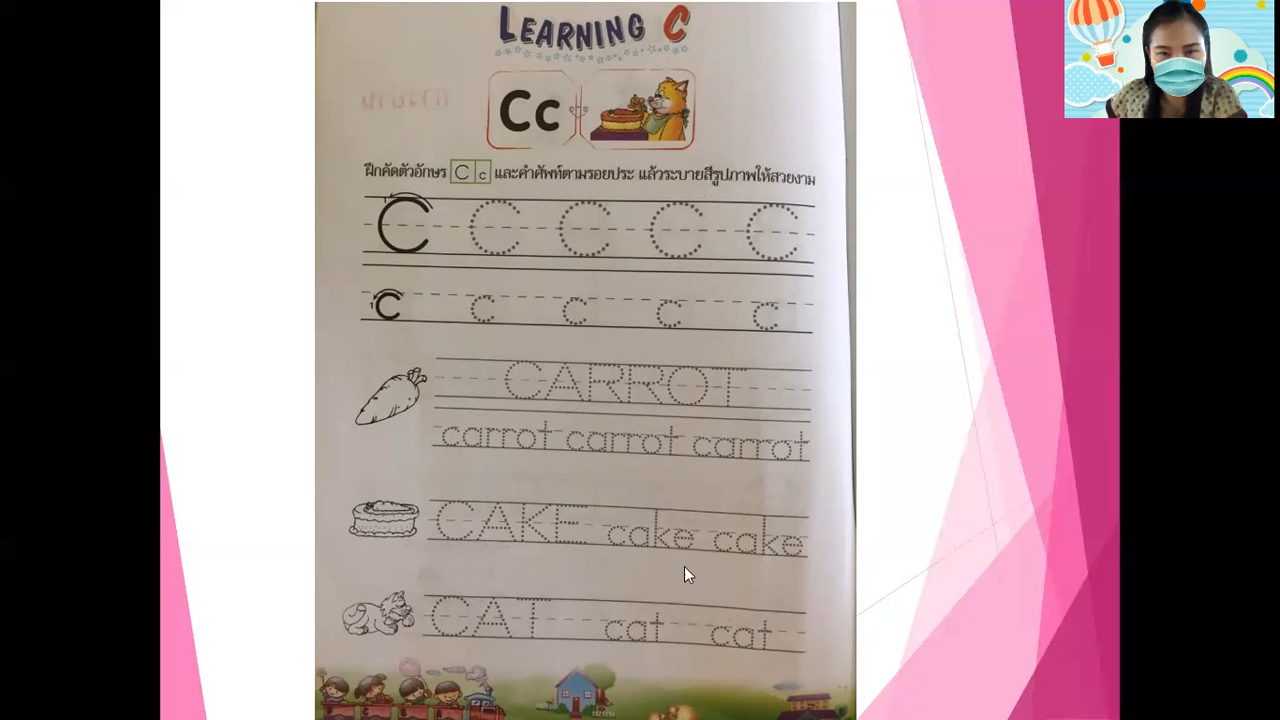 LEARNING C
Cc
ฝึกคัดตัวอักษร C c และคำศัพท์ตามรอยประ แล้วระบายสีรูปภาพให้สวยงาม
C C C C C
c c c c c
CARROT
carrot carrot carrot
CAKE cake cake
CAT cat cat